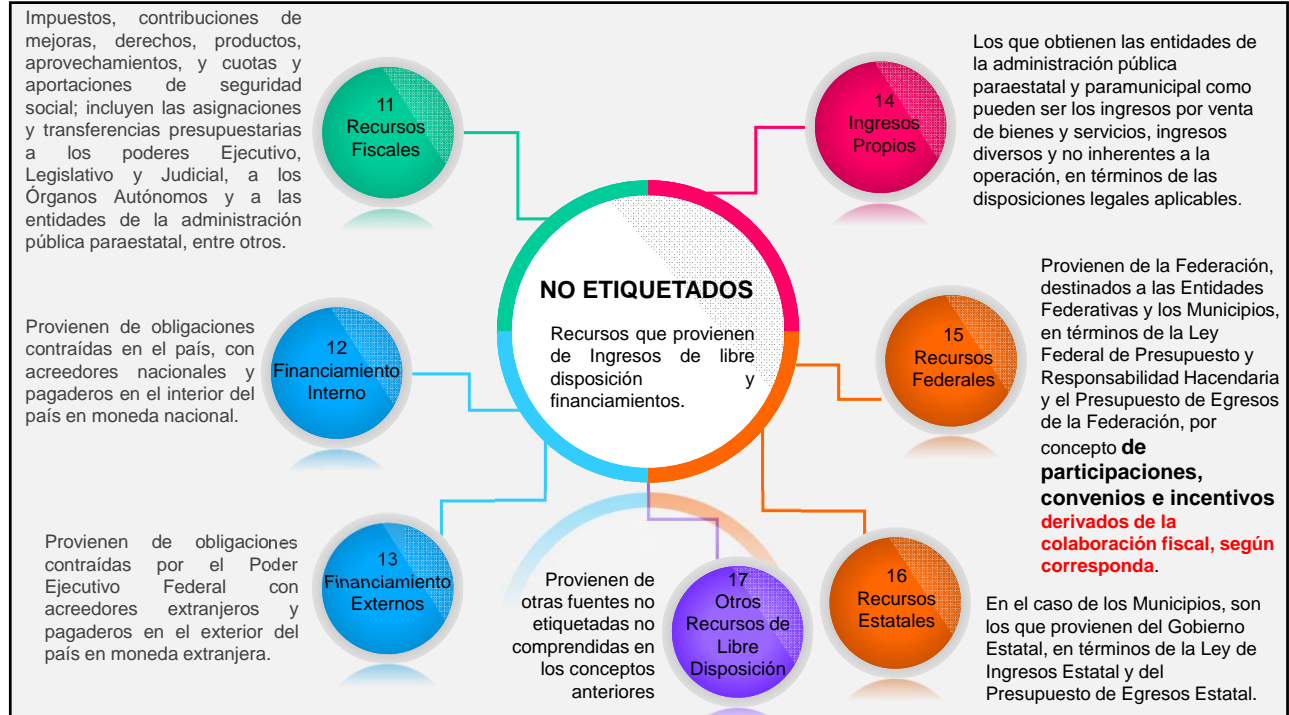 Impuestos, contribuciones de
mejoras, derechos, productos,
aprovechamientos, y cuotas y
aportaciones de seguridad
social; incluyen las asignaciones
y transferencias presupuestarias
a los poderes Ejecutivo,
Legislativo y Judicial, a los
Órganos Autónomos y a las
entidades de la administración
pública paraestatal, entre otros.
11
Recursos
Fiscales
14
Ingresos
Propios
Los que obtienen las entidades de
la administración pública
paraestatal y paramunicipal como
pueden ser los ingresos por venta
de bienes y servicios, ingresos
diversos y no inherentes a la
operación, en términos de las
disposiciones legales aplicables.
NO ETIQUETADOS
Recursos que provienen
de Ingresos de libre
disposición y
financiamientos.
Provienen de obligaciones
contraídas en el país, con
acreedores nacionales y
pagaderos en el interior del
país en moneda nacional.
12
Financiamiento
Interno
15
Recursos
Federales
Provienen de la Federación,
destinados a las Entidades
Federativas y los Municipios,
en términos de la Ley
Federal de Presupuesto y
Responsabilidad Hacendaria
y el Presupuesto de Egresos
de la Federación, por
concepto de
participaciones,
convenios e incentivos
derivados de la
colaboración fiscal, según
corresponda.
Provienen de obligaciones
contraídas por el Poder
Ejecutivo Federal con
acreedores extranjeros y
pagaderos en el exterior del
país en moneda extranjera.
13
Financiamiento
Externos
Provienen de
otras fuentes no
etiquetadas no
comprendidas en
los conceptos
anteriores
17
Otros
Recursos de
Libre
Disposición
16
Recursos
Estatales
En el caso de los Municipios, son
los que provienen del Gobierno
Estatal, en términos de la Ley de
Ingresos Estatal y del
Presupuesto de Egresos Estatal.